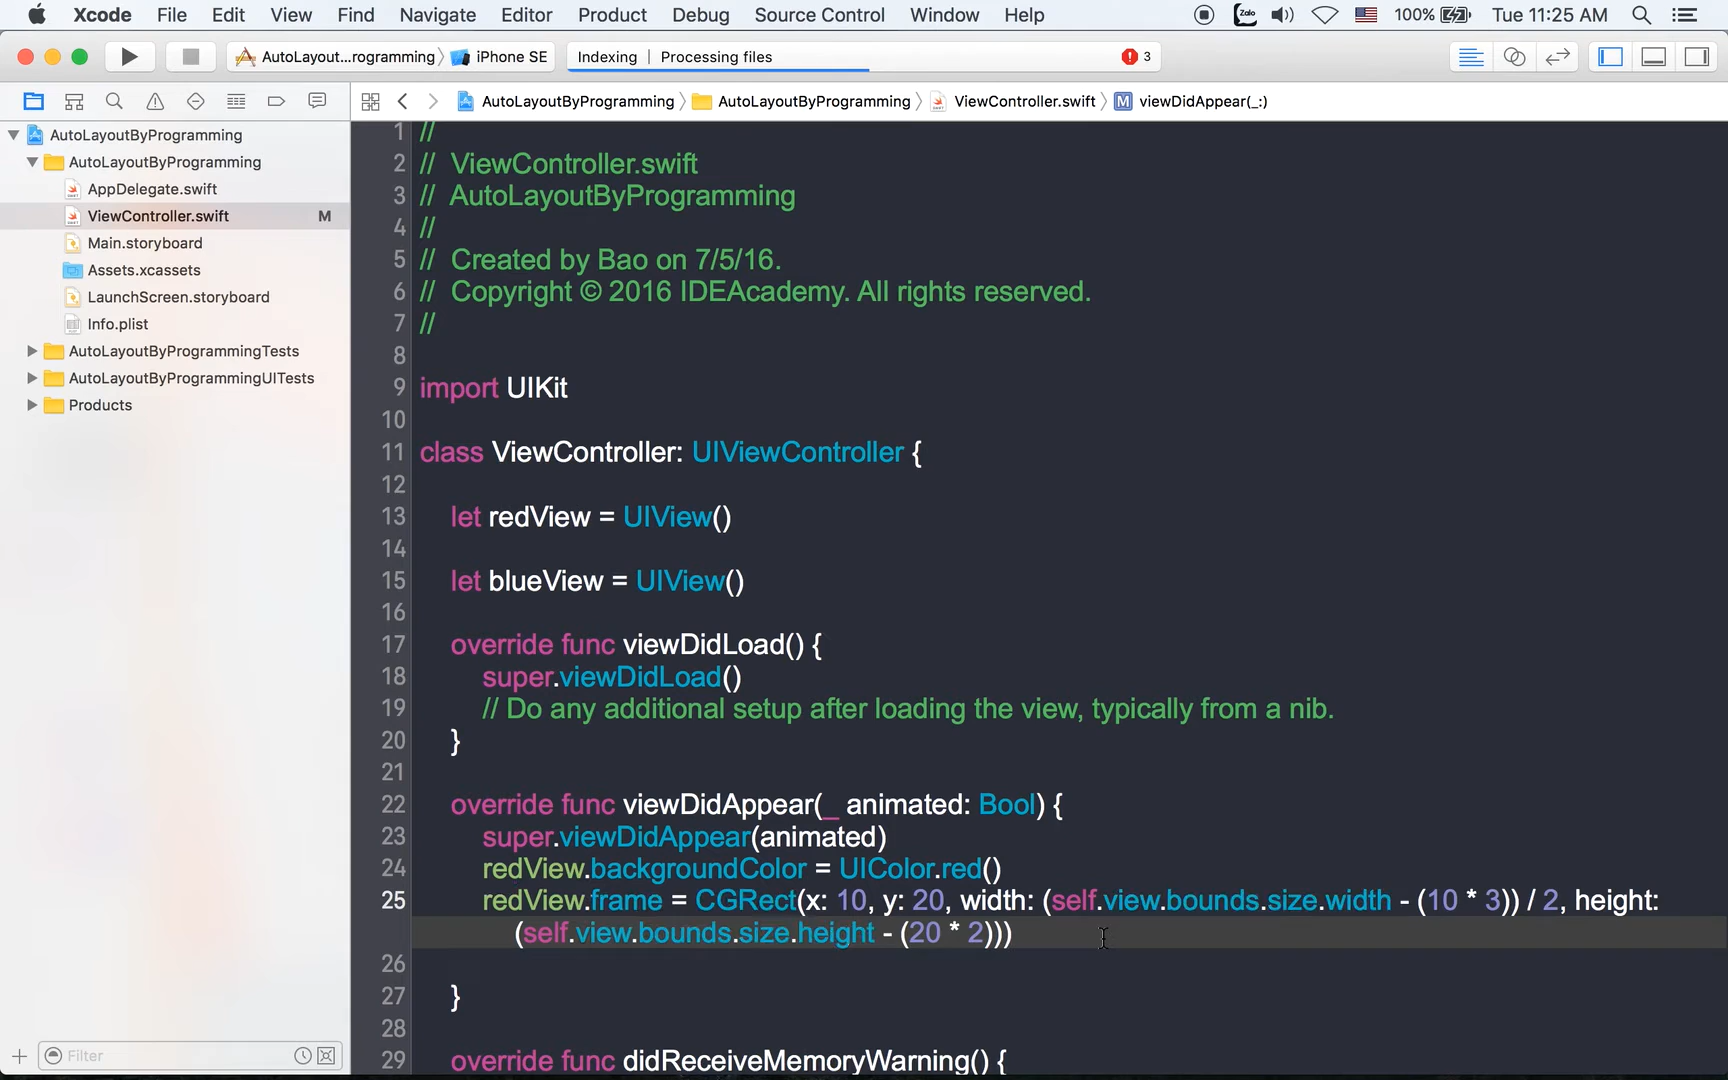 Xcode File Edit View Find Navigate Editor Product Debug Source Control Window Help Zalo 100% Tue 11:25 AM
AutoLayout...rogramming iPhone SE Indexing | Processing files 3
AutoLayoutByProgramming AutoLayoutByProgramming ViewController.swift M viewDidAppear(_:)
AutoLayoutByProgramming
AutoLayoutByProgramming
AppDelegate.swift
ViewController.swift M
Main.storyboard
Assets.xcassets
LaunchScreen.storyboard
Info.plist
AutoLayoutByProgrammingTests
AutoLayoutByProgrammingUITests
Products
Filter
1 //
2 // ViewController.swift
3 // AutoLayoutByProgramming
4 //
5 // Created by Bao on 7/5/16.
6 // Copyright © 2016 IDEAcademy. All rights reserved.
7 //
8
9 import UIKit
10
11 class ViewController: UIViewController {
12
13 let redView = UIView()
14
15 let blueView = UIView()
16
17 override func viewDidLoad() {
18 super.viewDidLoad()
19 // Do any additional setup after loading the view, typically from a nib.
20 }
21
22 override func viewDidAppear(_ animated: Bool) {
23 super.viewDidAppear(animated)
24 redView.backgroundColor = UIColor.red()
25 redView.frame = CGRect(x: 10, y: 20, width: (self.view.bounds.size.width - (10 * 3)) / 2, height:
(self.view.bounds.size.height - (20 * 2)))
26
27 }
28
29 override func didReceiveMemoryWarning() {